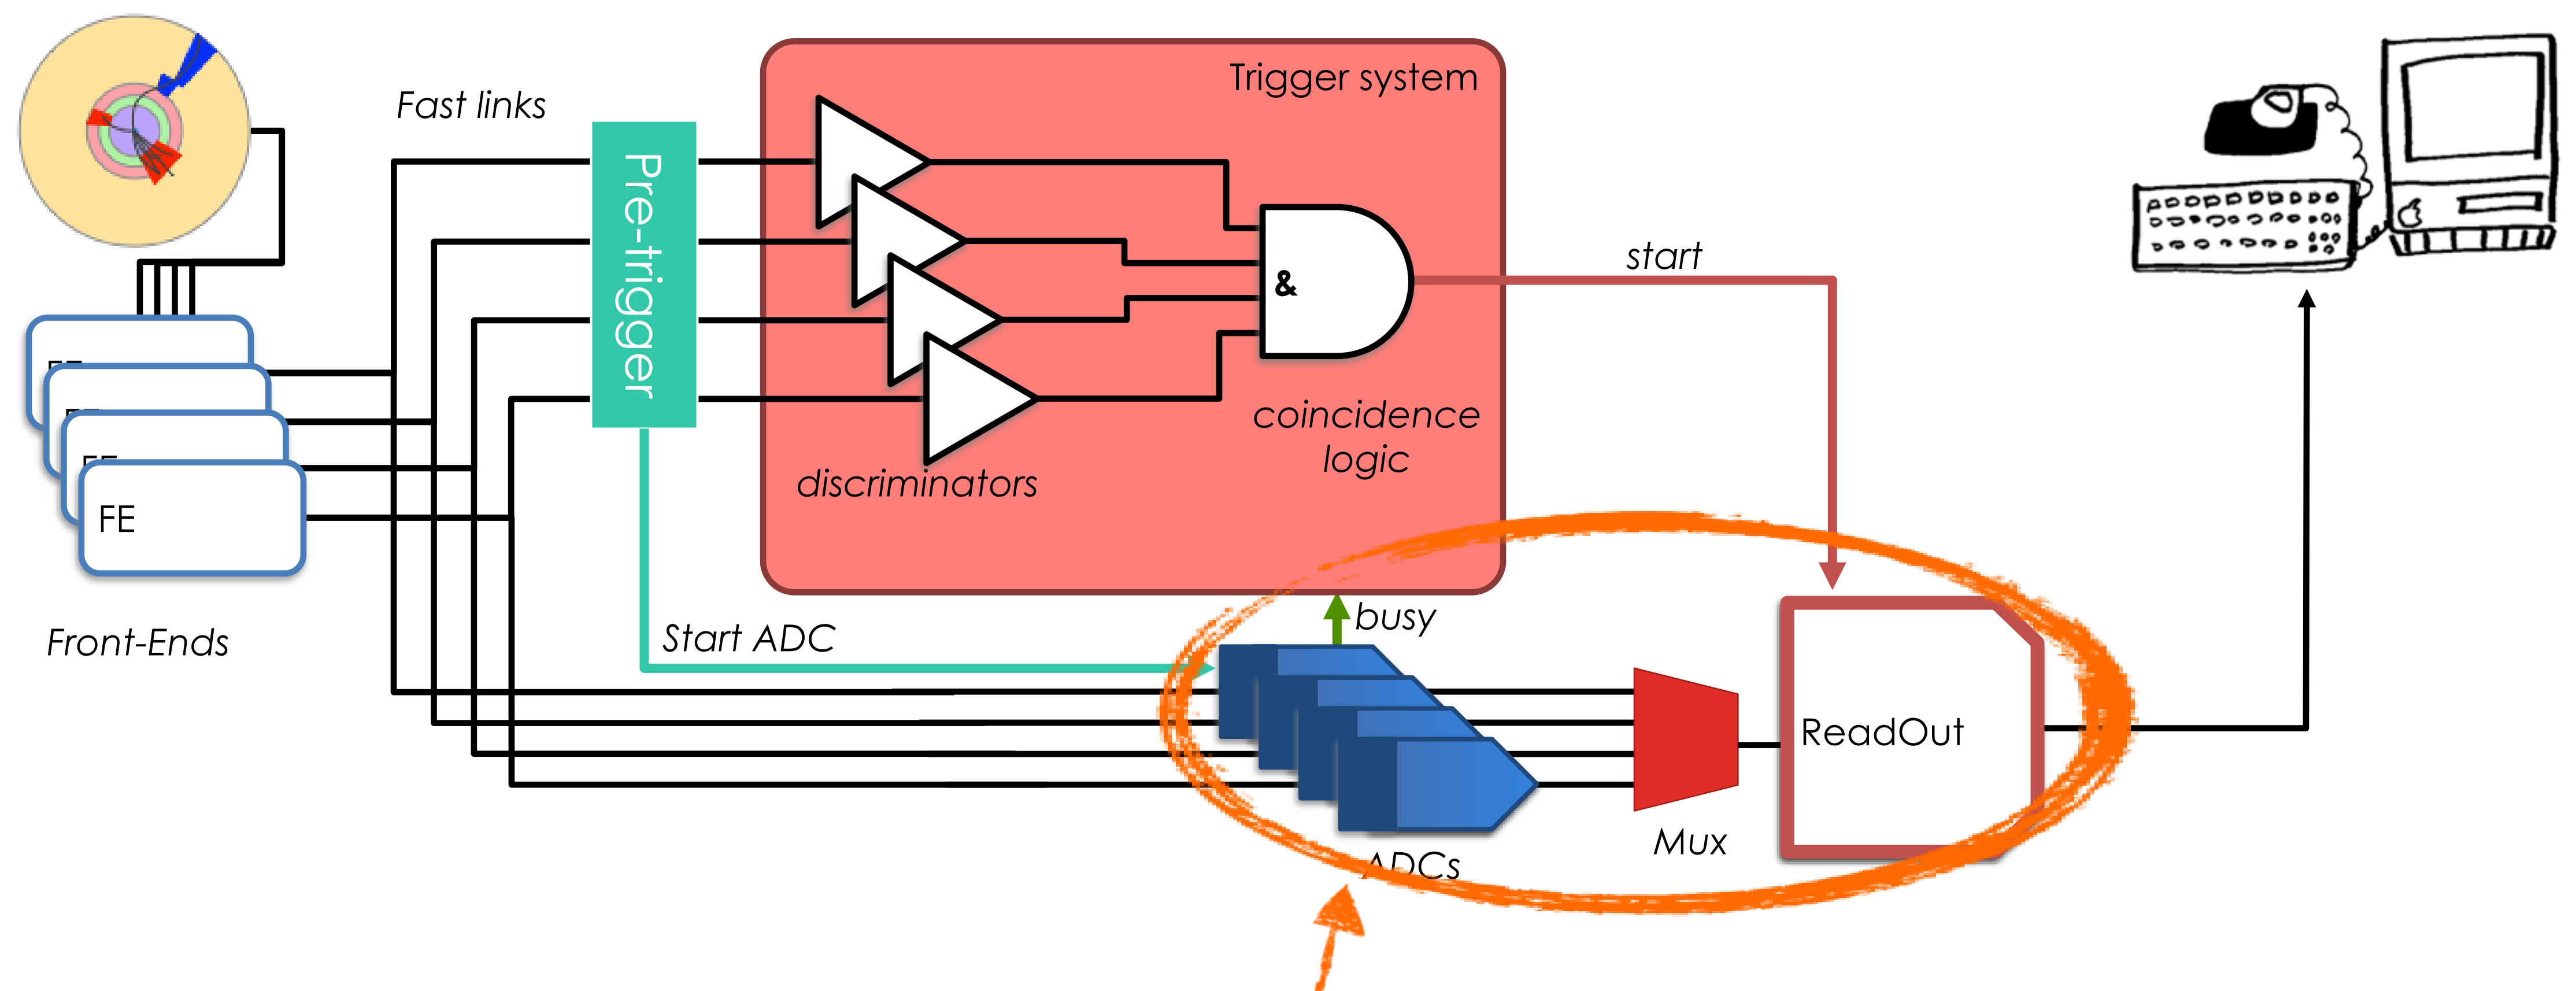 Fast links
Trigger system
Pre-trigger
&
start
coincidence
logic
discriminators
FE
Front-Ends
Start ADC
busy
ReadOut
Mux
ADCs